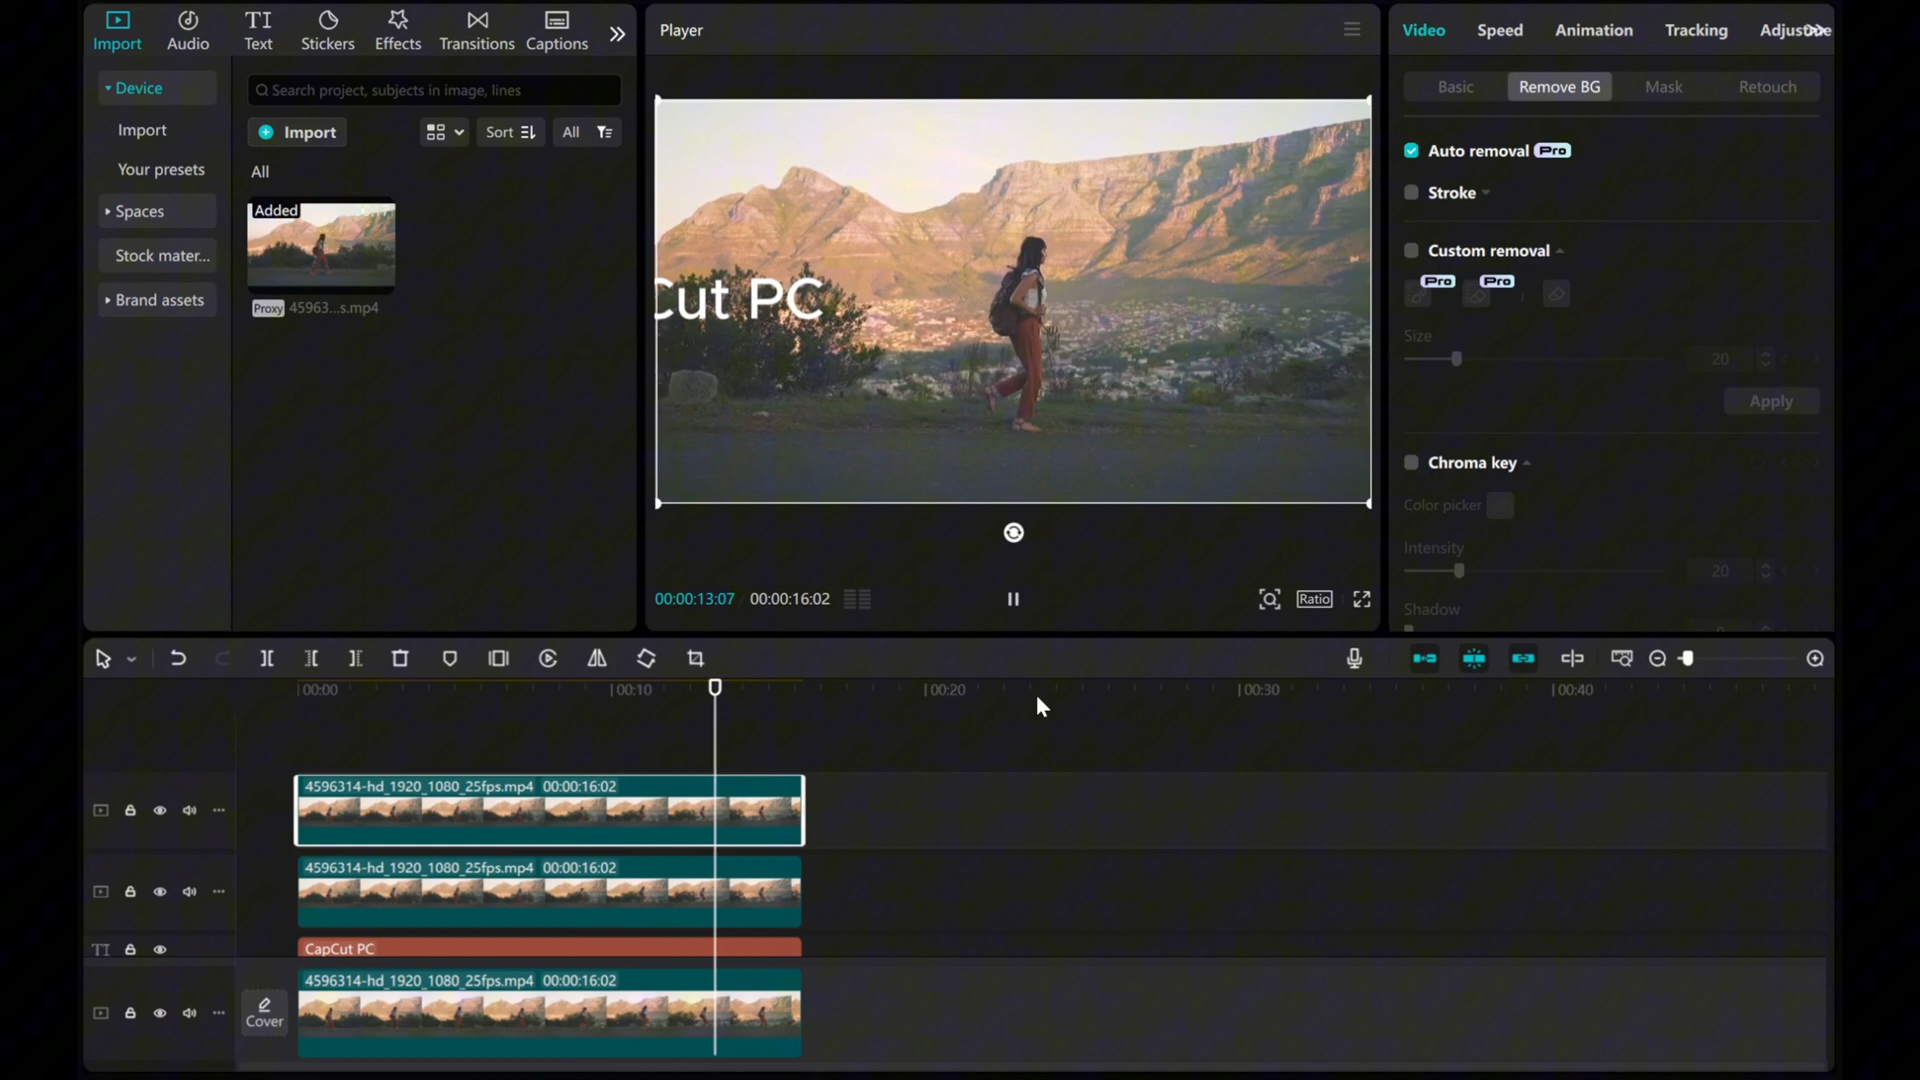 Import
Audio
TI
Text
Stickers
Effects
Transitions
Captions
Device
Import
Your presets
Spaces
Stock mater...
Brand assets
Search project, subjects in image, lines
Import
Sort
All
All
Added
Proxy 45963...s.mp4
Player
Cut PC
00:00:13:07 00:00:16:02
Ratio
Video Speed Animation Tracking
Basic Remove BG Mask Retouch
Auto removal Pro
Stroke
Custom removal
Pro Pro
Size
20
Apply
Chroma key
Color picker
Intensity
20
Shadow
00:00 00:10 00:20 00:30 00:40
4596314-hd_1920_1080_25fps.mp4 00:00:16:02
4596314-hd_1920_1080_25fps.mp4 00:00:16:02
TI
CapCut PC
4596314-hd_1920_1080_25fps.mp4 00:00:16:02
Cover